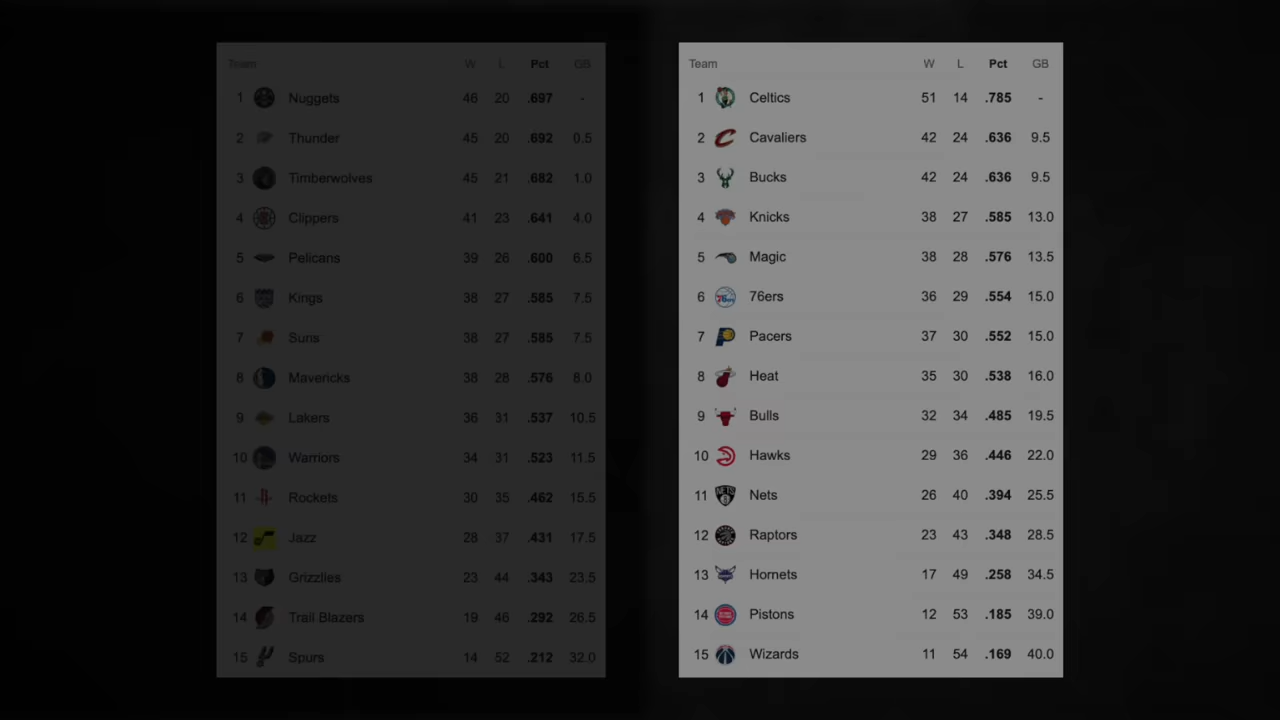 Team W L Pct GB
1 Nuggets 46 20 .697 -
2 Thunder 45 20 .692 0.5
3 Timberwolves 45 21 .682 1.0
4 Clippers 41 23 .641 4.0
5 Pelicans 39 26 .600 6.5
6 Kings 38 27 .585 7.5
7 Suns 38 27 .585 7.5
8 Mavericks 38 28 .576 8.0
9 Lakers 36 31 .537 10.5
10 Warriors 34 31 .523 11.5
11 Rockets 30 35 .462 15.5
12 Jazz 28 37 .431 17.5
13 Grizzlies 23 44 .343 23.5
14 Trail Blazers 19 46 .292 26.5
15 Spurs 14 52 .212 32.0
Team W L Pct GB
1 Celtics 51 14 .785 -
2 Cavaliers 42 24 .636 9.5
3 Bucks 42 24 .636 9.5
4 Knicks 38 27 .585 13.0
5 Magic 38 28 .576 13.5
6 76ers 36 29 .554 15.0
7 Pacers 37 30 .552 15.0
8 Heat 35 30 .538 16.0
9 Bulls 32 34 .485 19.5
10 Hawks 29 36 .446 22.0
11 Nets 26 40 .394 25.5
12 Raptors 23 43 .348 28.5
13 Hornets 17 49 .258 34.5
14 Pistons 12 53 .185 39.0
15 Wizards 11 54 .169 40.0